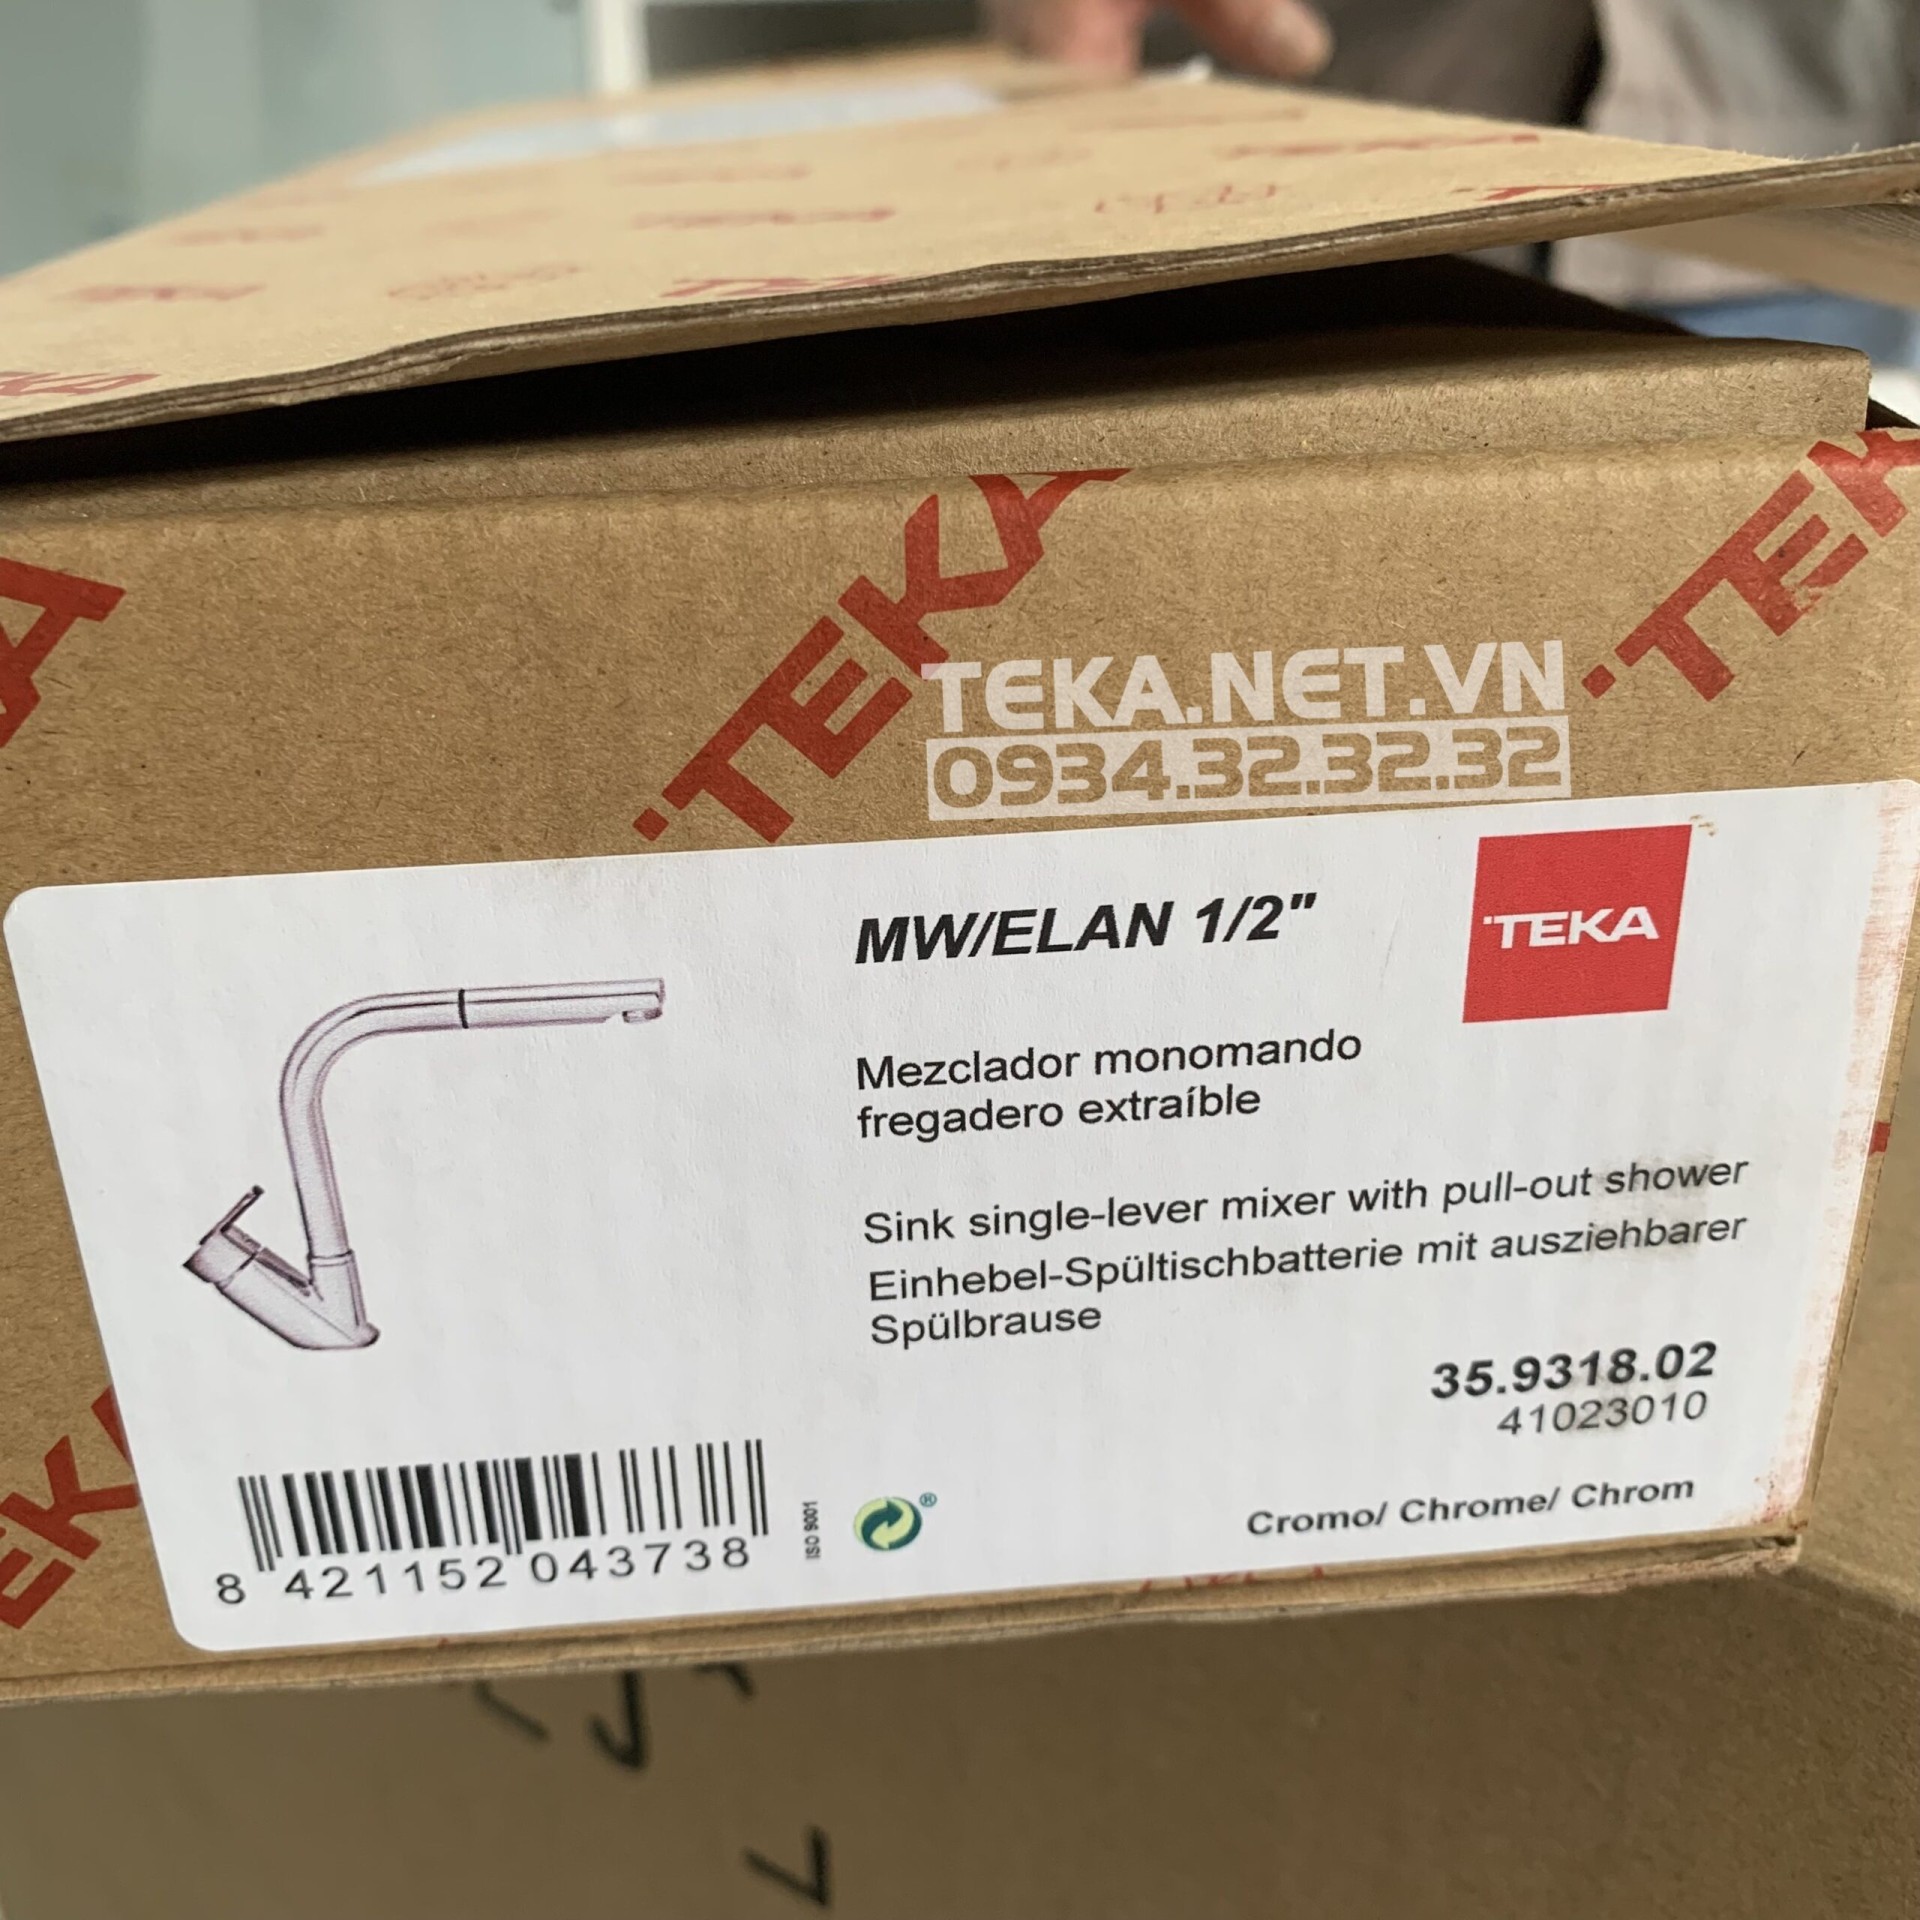 TEKA
TEKA
TEKA.NET.VN
0934.32.32.32
MW/ELAN 1/2"
TEKA
Mezclador monomando
fregadero extraíble
Sink single-lever mixer with pull-out shower
Einhebel-Spültischbatterie mit ausziehbarer
Spülbrause
35.9318.02
41023010
Cromo/ Chrome/ Chrom
8 421152 043738
ISO 9001
®